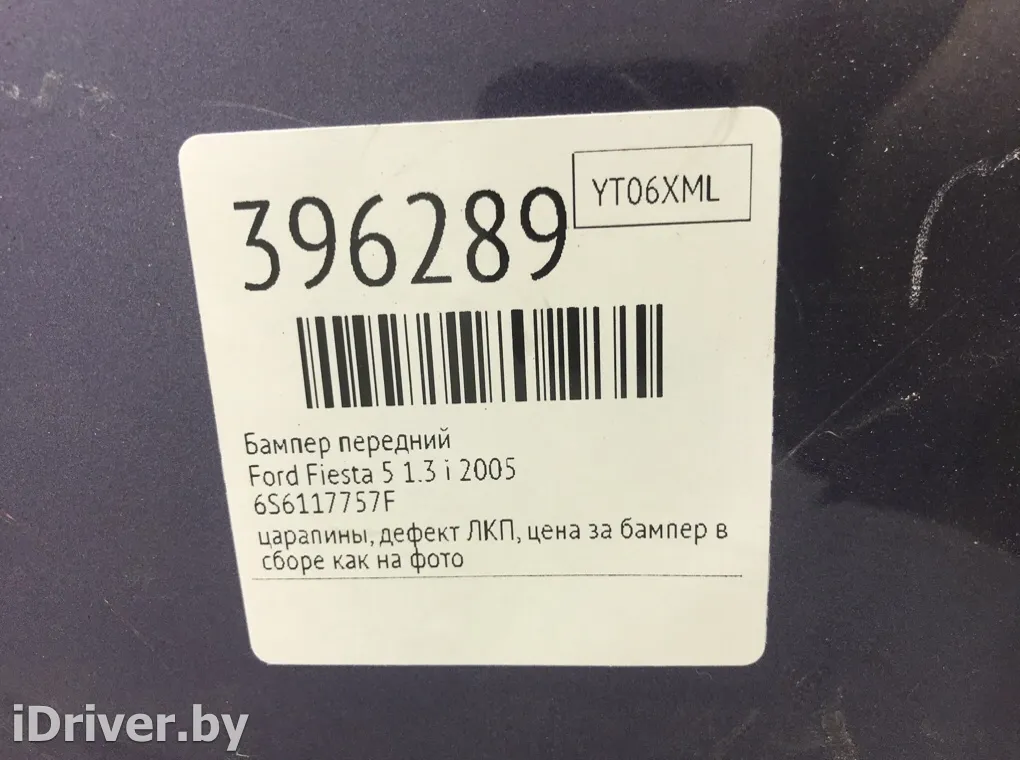 396289
YT06XML
Бампер передний
Ford Fiesta 5 1.3 i 2005
6S6117757F
царапины, дефект ЛКП, цена за бампер в
сборе как на фото
iDriver.by